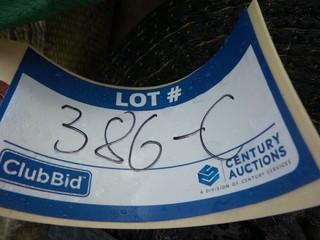 LOT #
386-C
ClubBid
CENTURY
AUCTIONS
A DIVISION OF CENTURY SERVICES